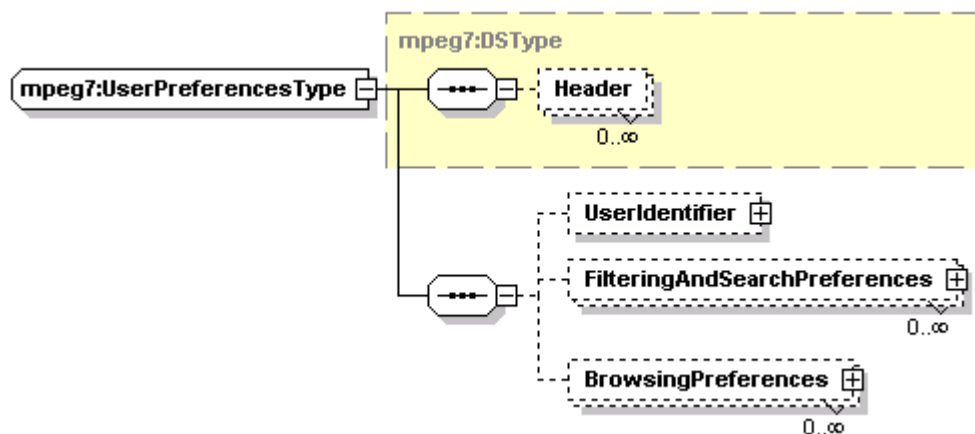 mpeg7:DSType
mpeg7:UserPreferencesType
Header
0..∞
UserIdentifier
FilteringAndSearchPreferences
0..∞
BrowsingPreferences
0..∞